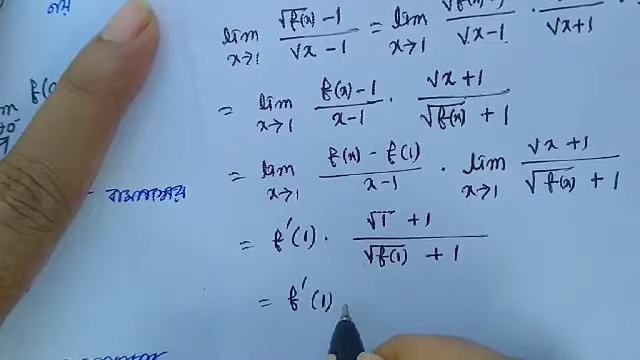 নয়
lim x→1 √f(x) - 1 / √x - 1 = lim x→1 √x - 1 · √x + 1
= lim x→1 f(x) - 1 / x - 1 · √x + 1 / √f(x) + 1
= lim x→1 f(x) - f(1) / x - 1 · lim x→1 √x + 1 / √f(x) + 1
= f′(1) · √1 + 1 / √f(1) + 1
= f′(1)